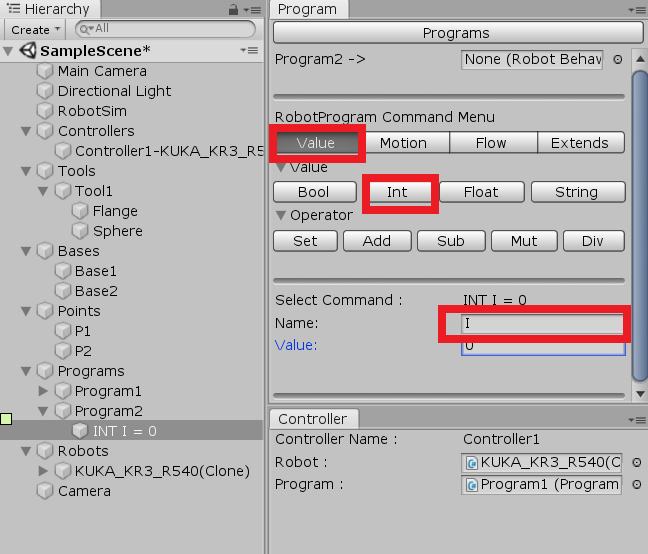 Hierarchy
Create
All
SampleScene*
Main Camera
Directional Light
RobotSim
Controllers
Controller1-KUKA_KR3_R5
Tools
Tool1
Flange
Sphere
Bases
Base1
Base2
Points
P1
P2
Programs
Program1
Program2
INT I = 0
Robots
KUKA_KR3_R540(Clone)
Camera
Program
Programs
Program2 -> None (Robot Behav
RobotProgram Command Menu
Value Motion Flow Extends
Value
Bool Int Float String
Operator
Set Add Sub Mut Div
Select Command : INT I = 0
Name: I
Value: 0
Controller
Controller Name : Controller1
Robot : KUKA_KR3_R540(C
Program : Program1 (Program